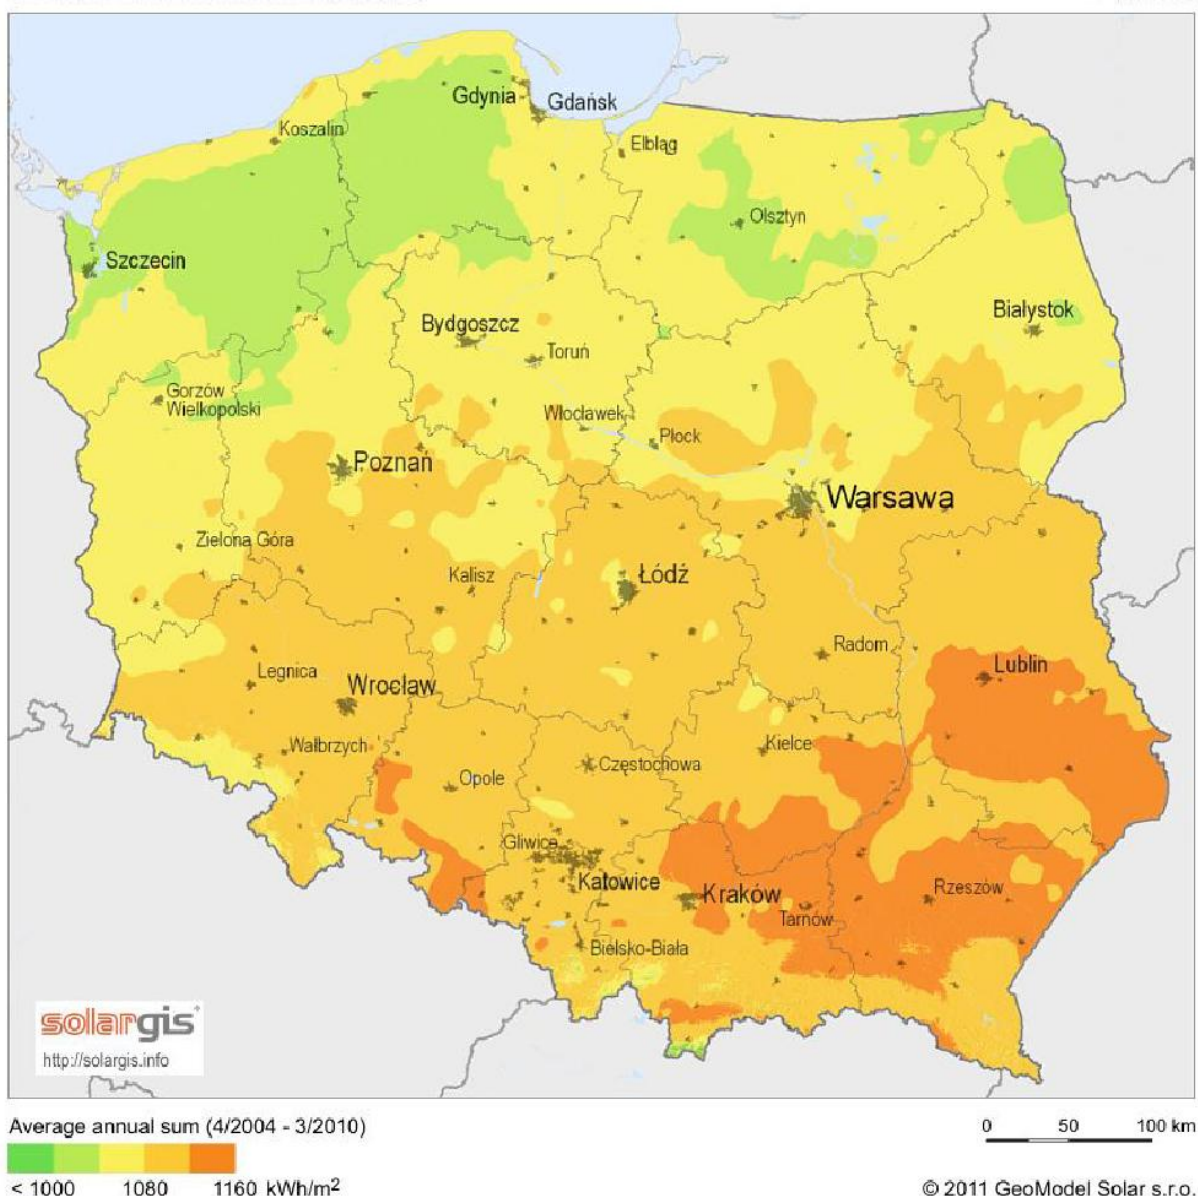 Gdynia
Gdańsk
Koszalin
Elbląg
Olsztyn
Szczecin
Białystok
Bydgoszcz
Toruń
Gorzów
Wielkopolski
Włocławek
Płock
Poznań
Warsawa
Zielona Góra
Kalisz
Łódź
Radom
Legnica
Lublin
Wrocław
Wałbrzych
Kielce
Opole
Częstochowa
Gliwice
Katowice
Kraków
Rzeszów
Tarnów
Bielsko-Biała
solargis
http://solargis.info
Average annual sum (4/2004 - 3/2010)
0 50 100 km
< 1000 1080 1160 kWh/m2
© 2011 GeoModel Solar s.r.o.